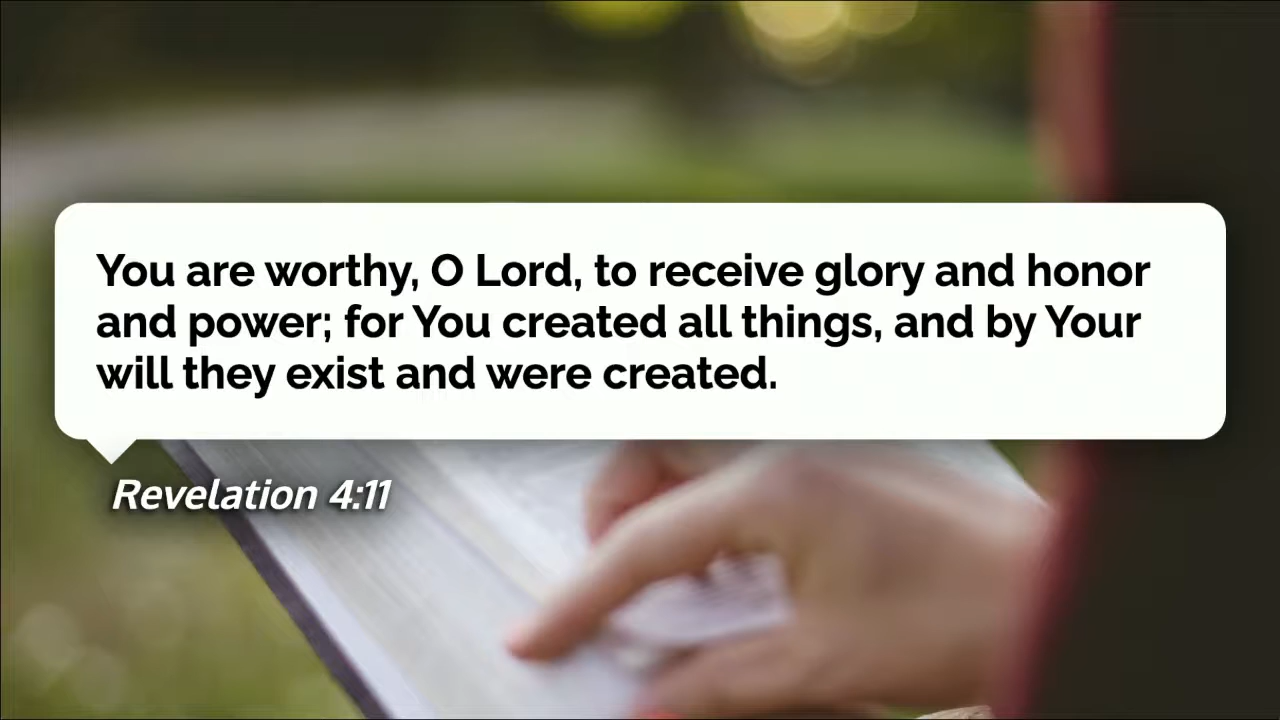 You are worthy, O Lord, to receive glory and honor
and power; for You created all things, and by Your
will they exist and were created.
Revelation 4:11